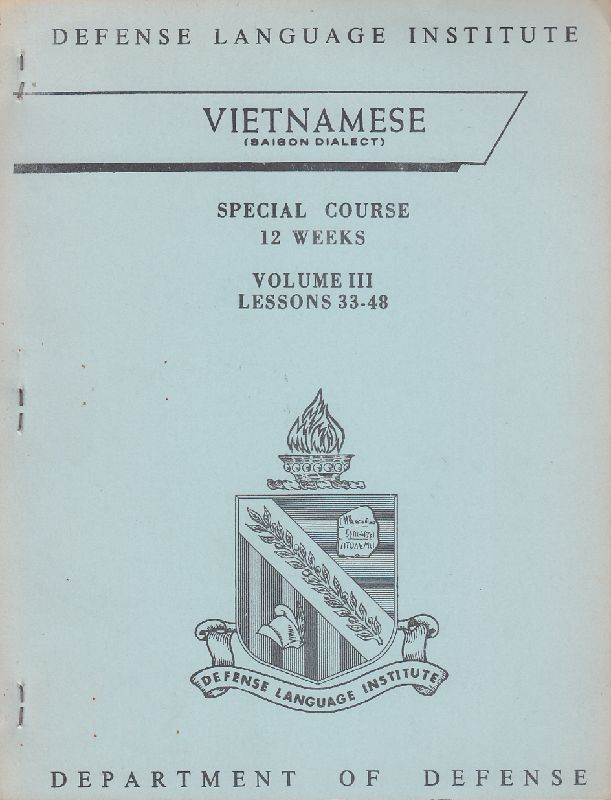 DEFENSE LANGUAGE INSTITUTE
VIETNAMESE
(SAIGON DIALECT)
SPECIAL COURSE
12 WEEKS
VOLUME III
LESSONS 33-48
DEFENSE LANGUAGE INSTITUTE
DEPARTMENT OF DEFENSE